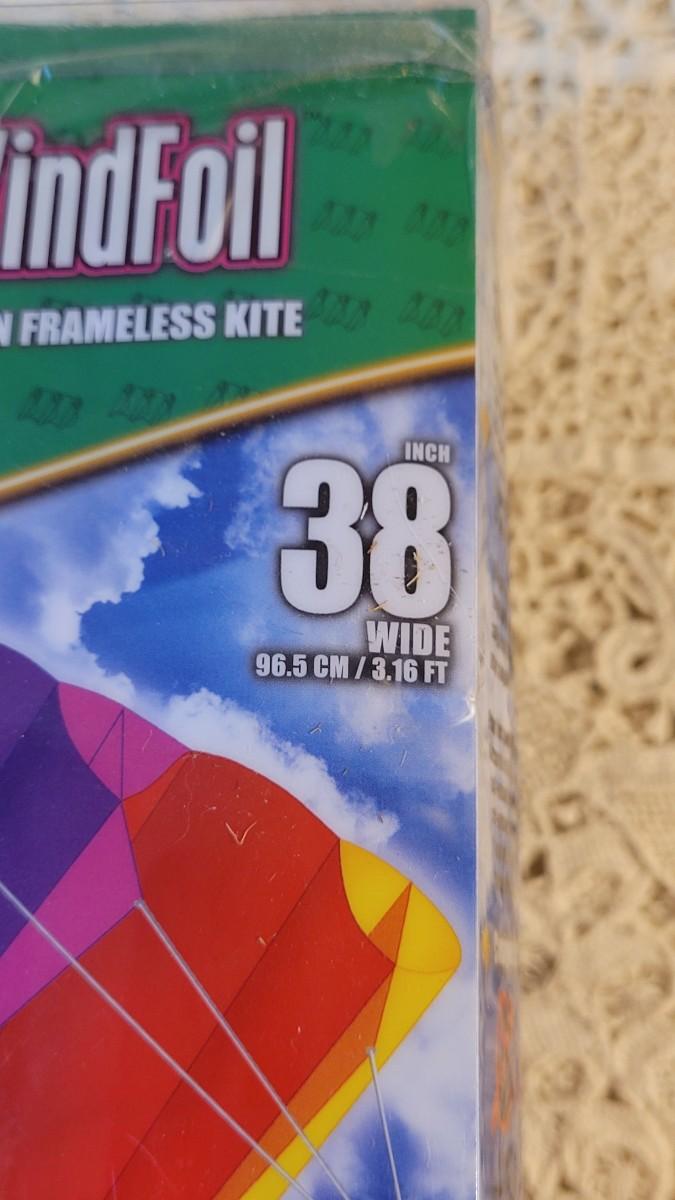 indFoil
N FRAMELESS KITE
INCH
38
WIDE
96.5 CM / 3.16 FT